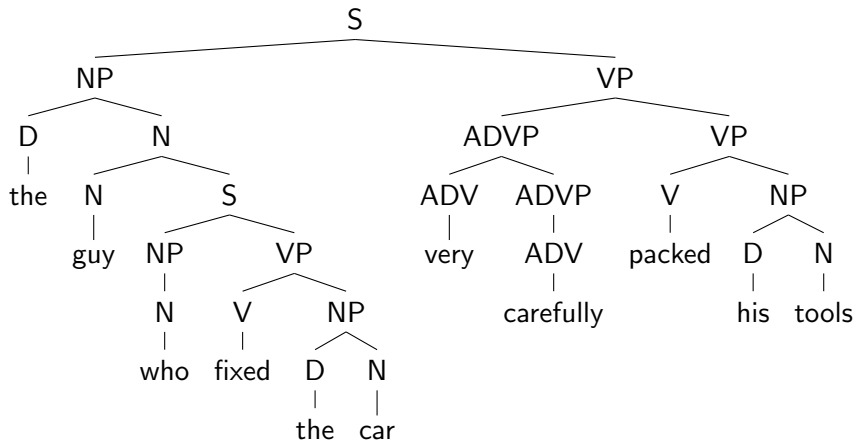 S
NP VP
D N ADVP VP
the N S ADV ADVP V NP
guy NP VP very ADV packed D N
N V NP carefully his tools
who fixed D N
the car